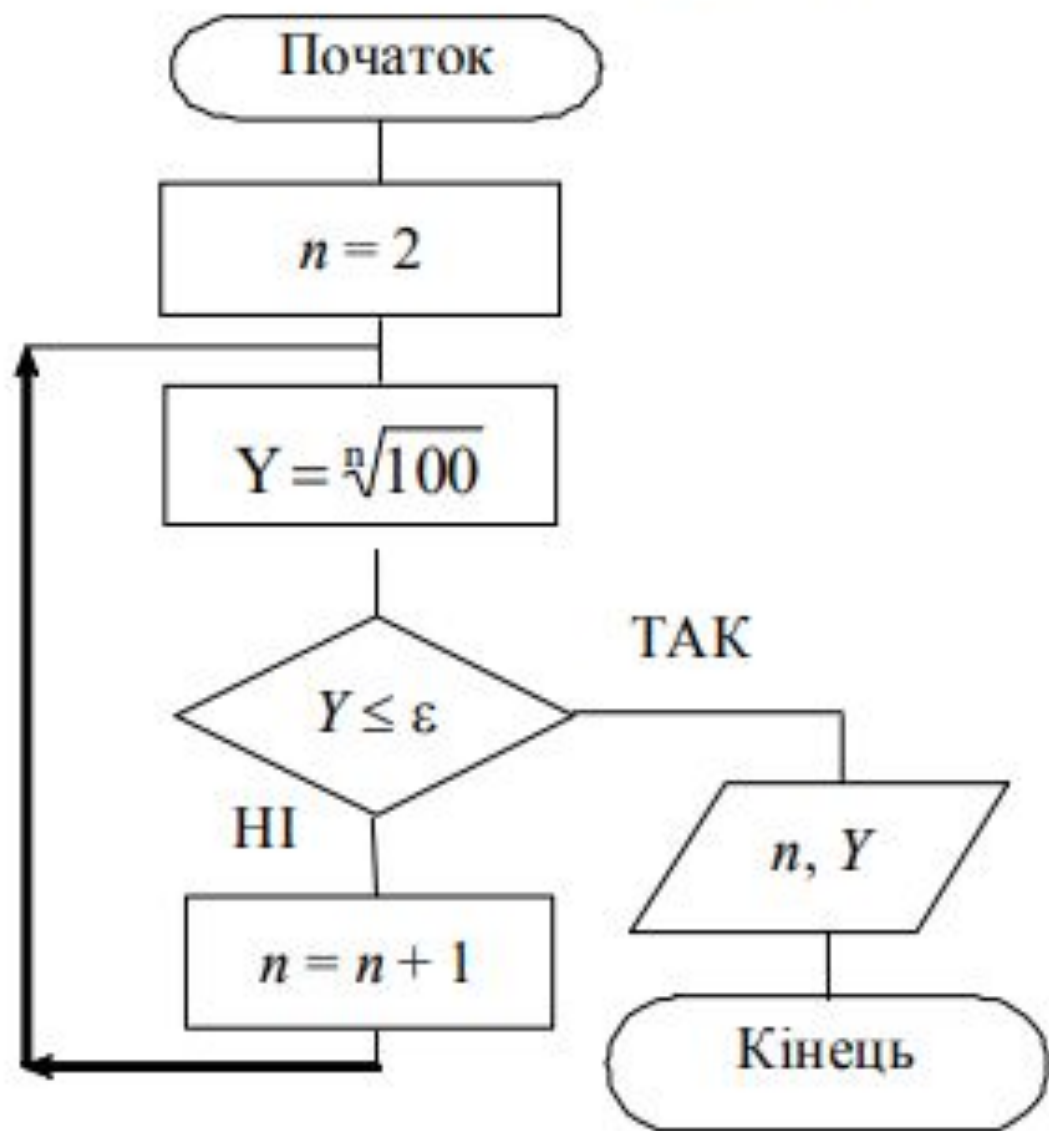 Початок
n = 2
Y = ⁿ√100
Y ≤ ε
ТАК
НІ
n, Y
n = n + 1
Кінець